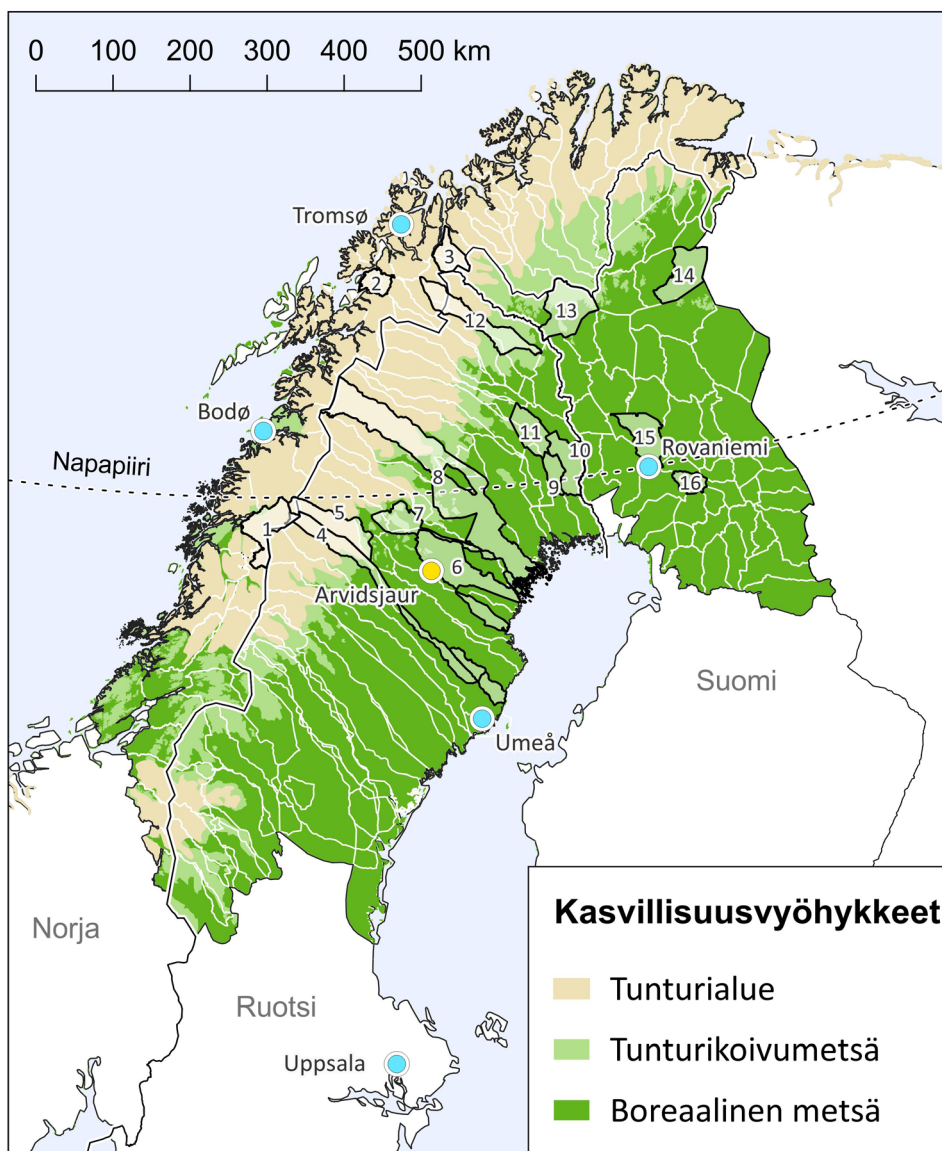 0 100 200 300 400 500 km
Tromsø
3
2
14
13
12
Bodø
11
15
10
Rovaniemi
Napapiiri
8
9
16
5
7
1
4
6
Arvidsjaur
Suomi
Umeå
Norja
Ruotsi
Uppsala
Kasvillisuusvyöhykkeet
Tunturialue
Tunturikoivumetsä
Boreaalinen metsä